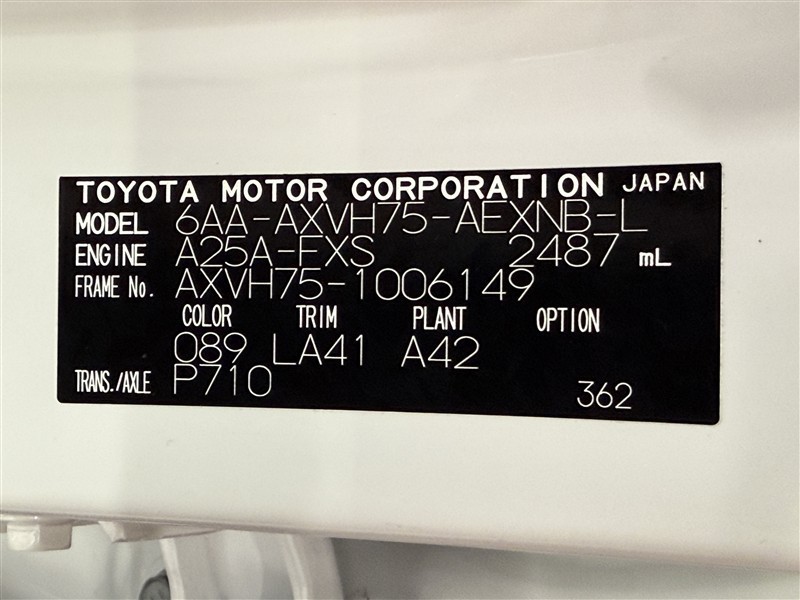 TOYOTA MOTOR CORPORATION JAPAN
MODEL 6AA-AXVH75-AEXNB-L
ENGINE A25A-FXS 2487 mL
FRAME No. AXVH75-1006149
COLOR TRIM PLANT OPTION
089 LA41 A42
TRANS./AXLE P710 362